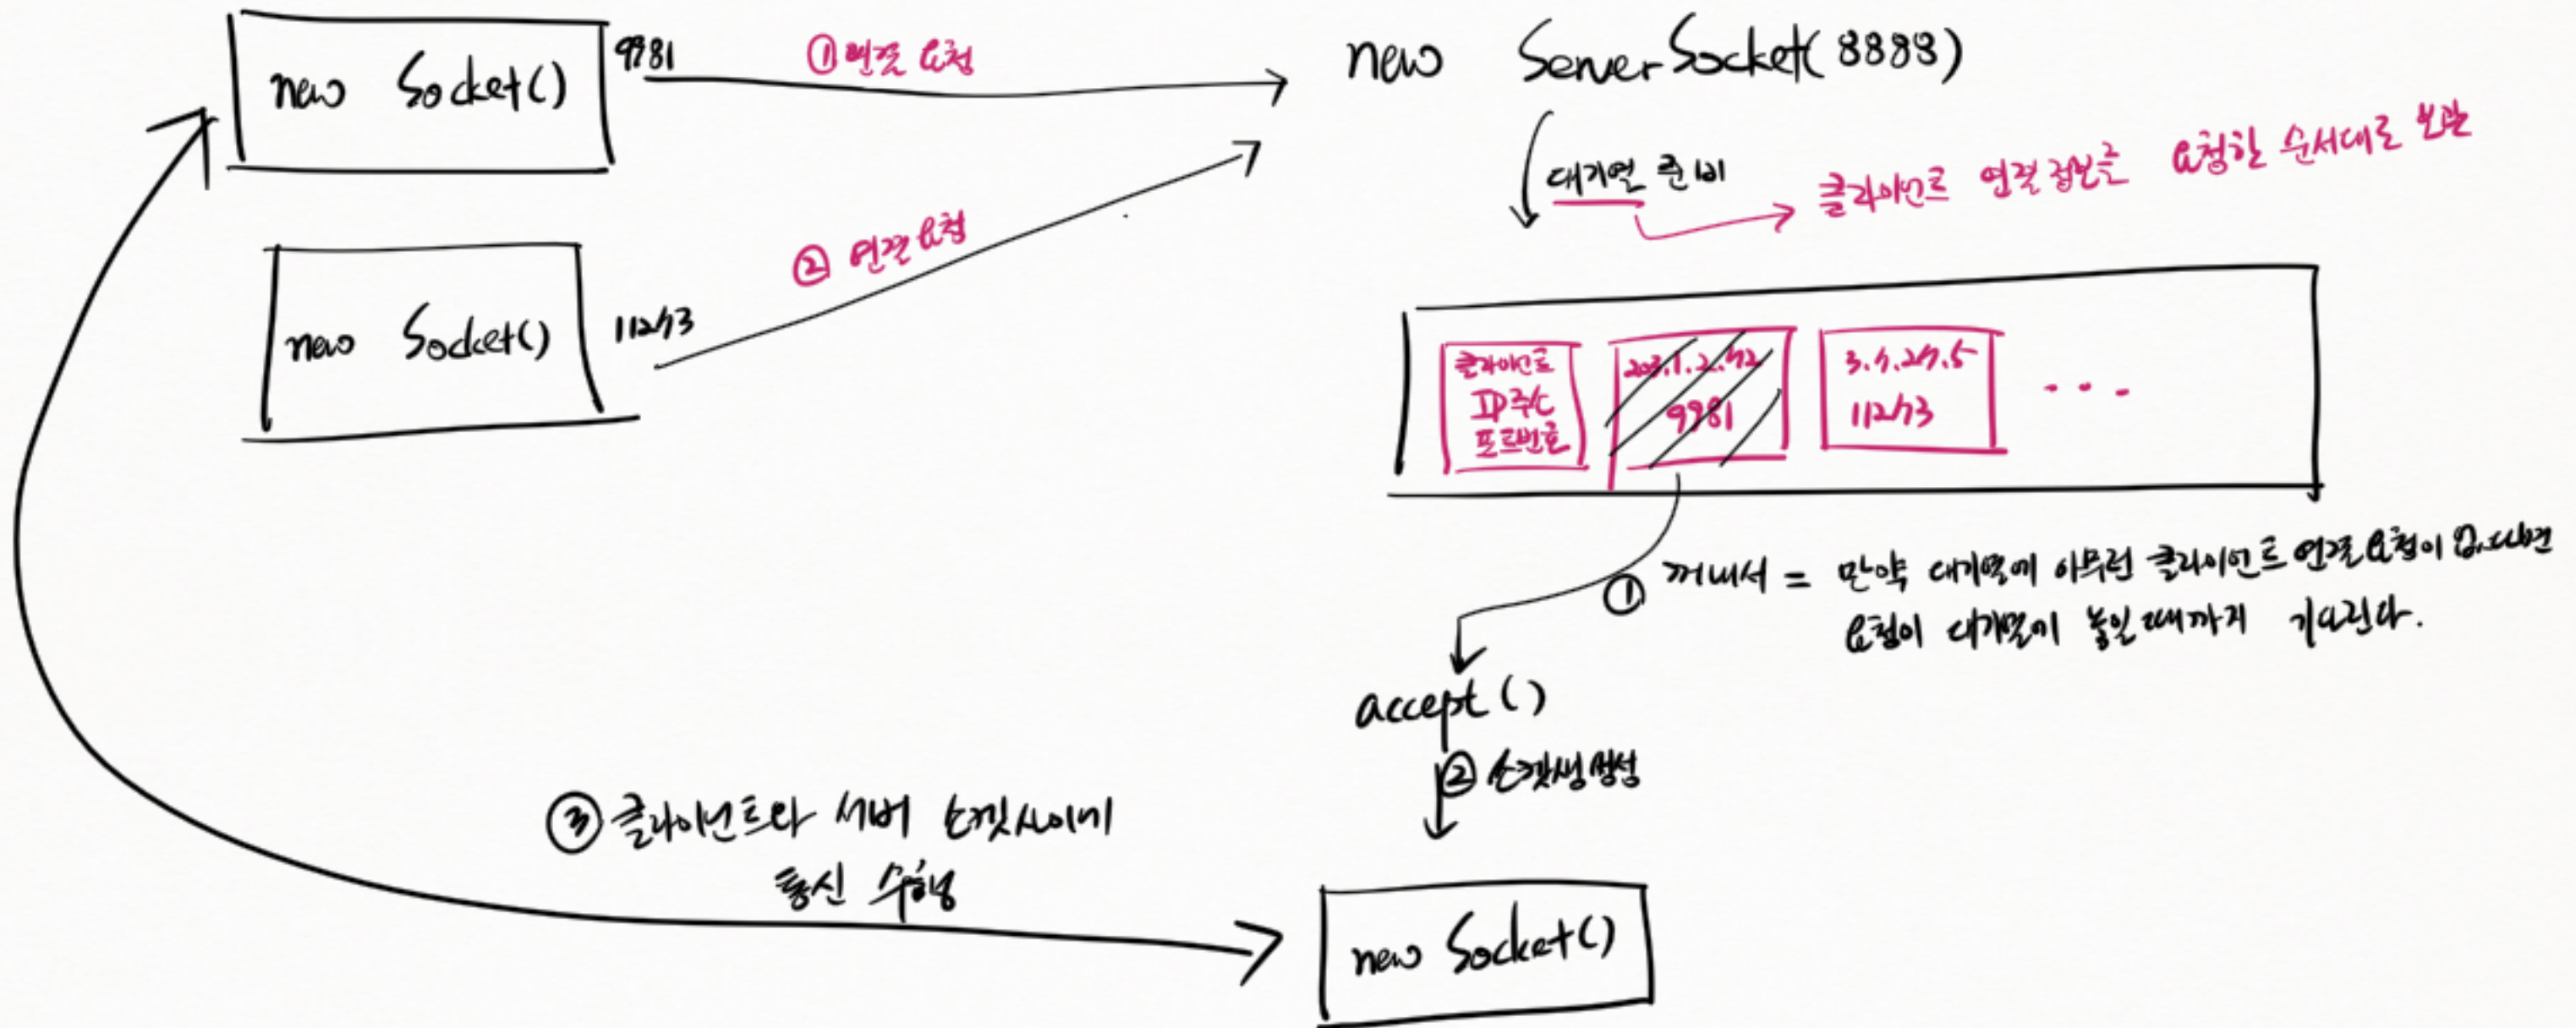 new Socket()
9981
① 연결 요청
new ServerSocket(8888)
대기열 준비
클라이언트 연결정보를 요청한 순서대로 보관
② 연결요청
new Socket()
클라이언트
IP주소
포트번호
9981
꺼내서 = 만약 대기열에 아무런 클라이언트 연결요청이 없다면
①
요청이 대기열에 놓일때까지 기다린다.
accept()
② 소켓생성
③ 클라이언트와 서버 소켓사이에
통신 수행
new Socket()